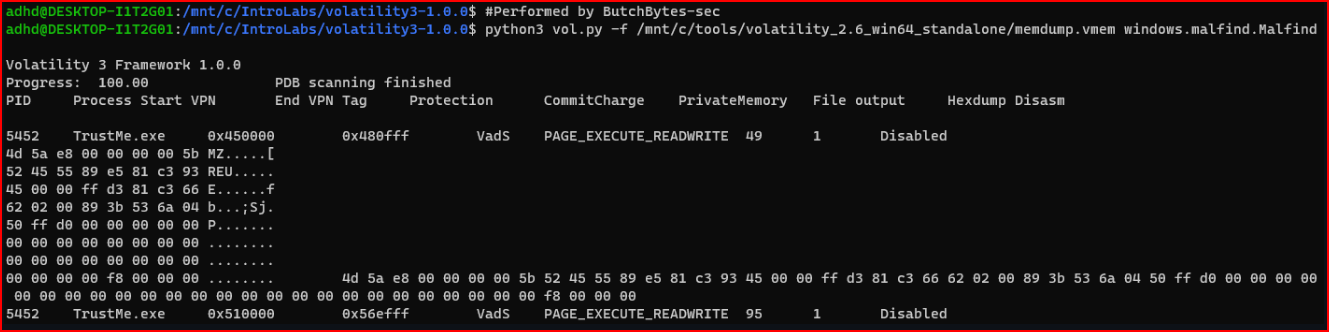 adhd@DESKTOP-I1T2G01:/mnt/c/IntroLabs/volatility3-1.0.0$ #Performed by ButchBytes-sec
adhd@DESKTOP-I1T2G01:/mnt/c/IntroLabs/volatility3-1.0.0$ python3 vol.py -f /mnt/c/tools/volatility_2.6_win64_standalone/memdump.vmem windows.malfind.Malfind
Volatility 3 Framework 1.0.0
Progress:  100.00               PDB scanning finished
PID     Process Start VPN       End VPN Tag     Protection      CommitCharge    PrivateMemory   File output     Hexdump Disasm
5452    TrustMe.exe     0x450000        0x480fff        VadS    PAGE_EXECUTE_READWRITE  49      1       Disabled
4d 5a e8 00 00 00 00 5b MZ.....[
52 45 55 89 e5 81 c3 93 REU.....
45 00 00 ff d3 81 c3 66 E......f
62 02 00 89 3b 53 6a 04 b...;Sj.
50 ff d0 00 00 00 00 00 P.......
00 00 00 00 00 00 00 00 ........
00 00 00 00 00 00 00 00 ........
00 00 00 00 f8 00 00 00 ........        4d 5a e8 00 00 00 00 5b 52 45 55 89 e5 81 c3 93 45 00 00 ff d3 81 c3 66 62 02 00 89 3b 53 6a 04 50 ff d0 00 00 00 00
00 00 00 00 00 00 00 00 00 00 00 00 00 00 00 00 00 00 00 00 00 f8 00 00 00
5452    TrustMe.exe     0x510000        0x56efff        VadS    PAGE_EXECUTE_READWRITE  95      1       Disabled